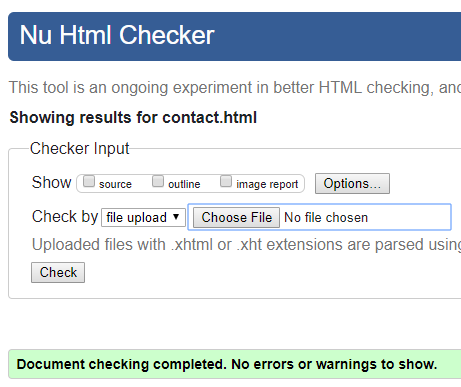 Nu Html Checker
This tool is an ongoing experiment in better HTML checking, and
Showing results for contact.html
Checker Input
Show source outline image report Options...
Check by file upload Choose File No file chosen
Uploaded files with .xhtml or .xht extensions are parsed using
Check
Document checking completed. No errors or warnings to show.